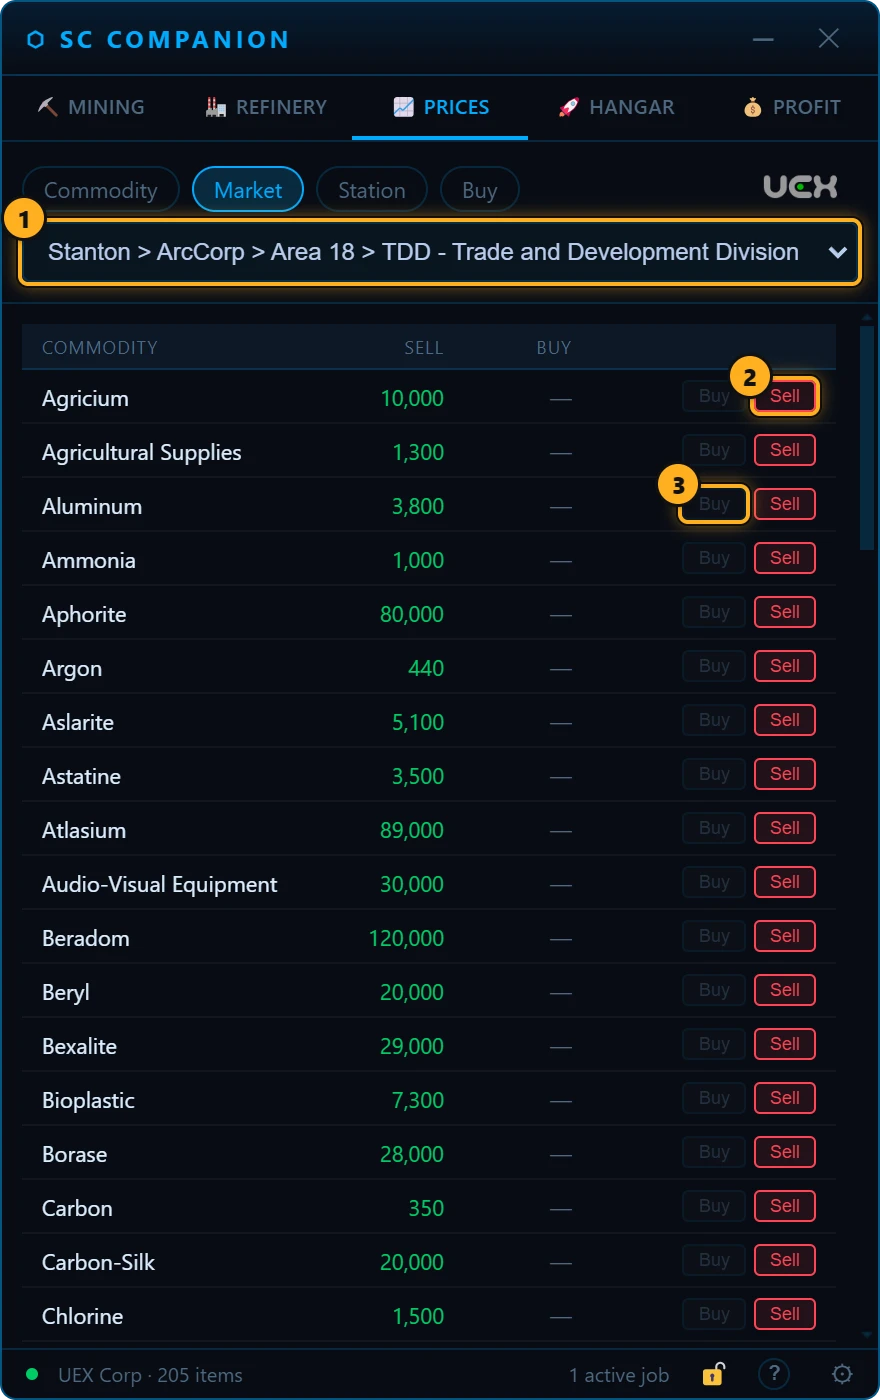 SC COMPANION
MINING REFINERY PRICES HANGAR PROFIT
Commodity Market Station Buy UEX
1
Stanton > ArcCorp > Area 18 > TDD - Trade and Development Division
COMMODITY SELL BUY
2
Agricium 10,000 — Buy Sell
Agricultural Supplies 1,300 — Buy Sell
3
Aluminum 3,800 — Buy Sell
Ammonia 1,000 — Buy Sell
Aphorite 80,000 — Buy Sell
Argon 440 — Buy Sell
Aslarite 5,100 — Buy Sell
Astatine 3,500 — Buy Sell
Atlasium 89,000 — Buy Sell
Audio-Visual Equipment 30,000 — Buy Sell
Beradom 120,000 — Buy Sell
Beryl 20,000 — Buy Sell
Bexalite 29,000 — Buy Sell
Bioplastic 7,300 — Buy Sell
Borase 28,000 — Buy Sell
Carbon 350 — Buy Sell
Carbon-Silk 20,000 — Buy Sell
Chlorine 1,500 — Buy Sell
UEX Corp · 205 items 1 active job ?